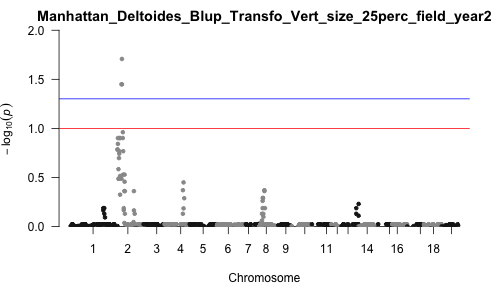 Manhattan_Deltoides_Blup_Transfo_Vert_size_25perc_field_year2
2.0
1.5
1.0
0.5
0.0
− log10(p)
1 2 3 4 5 6 7 8 9 11 14 16 18
Chromosome